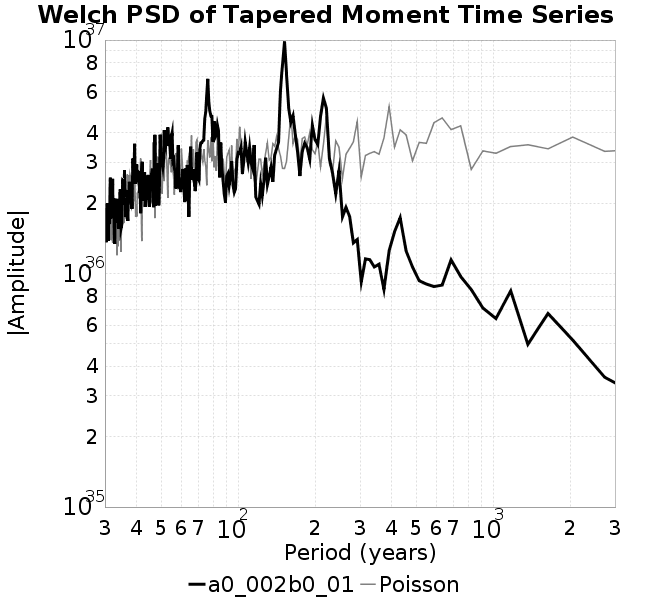 Welch PSD of Tapered Moment Time Series
10^37
8
6
4
3
2
10^36
8
6
4
3
2
10^35
|Amplitude|
3 4 5 6 7 10^2 2 3 4 5 6 7 10^3 2 3
Period (years)
a0_002b0_01 Poisson